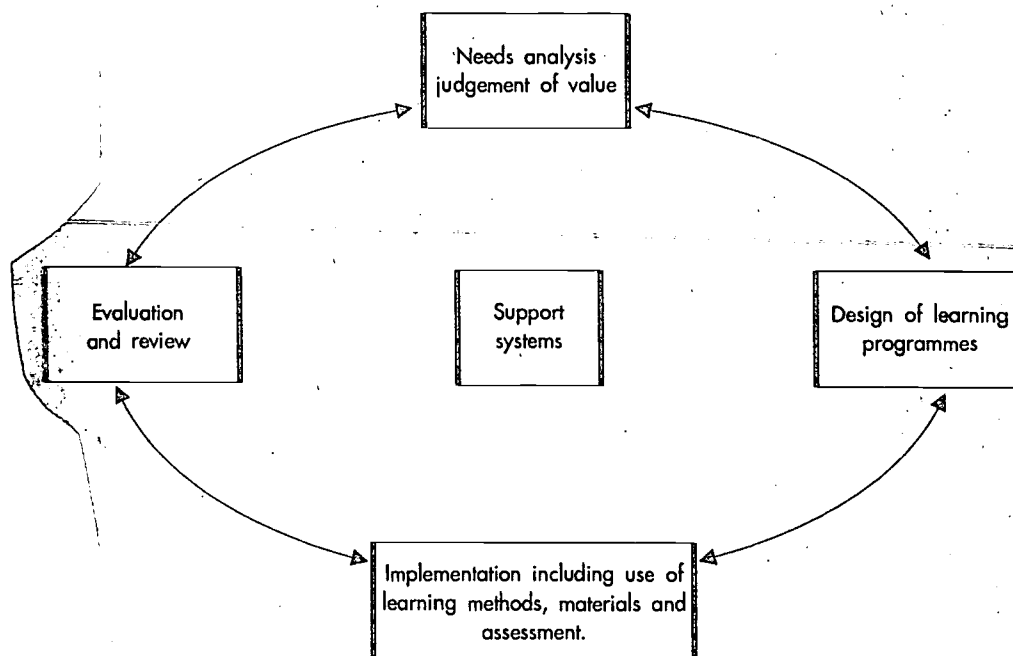 Needs analysis
judgement of value
Evaluation
and review
Support
systems
Design of learning
programmes
Implementation including use of
learning methods, materials and
assessment.